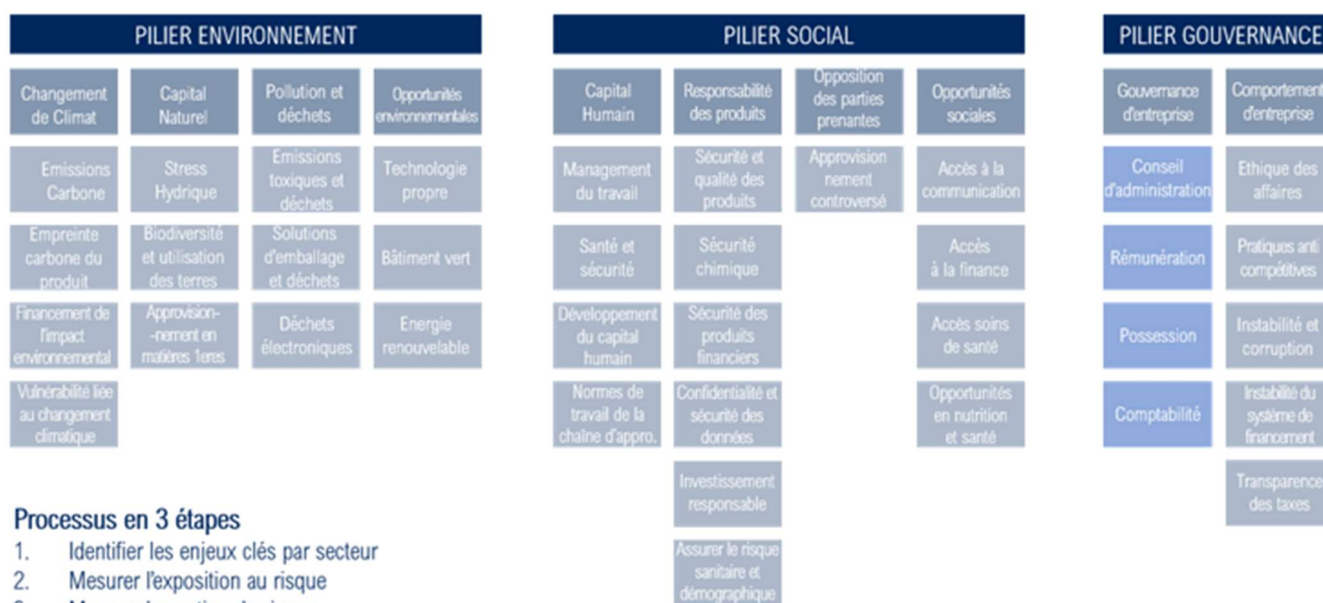 PILIER ENVIRONNEMENT
Changement
de Climat
Capital
Naturel
Pollution et
déchets
Opportunités
environnementales
Emissions
Carbone
Stress
Hydrique
Emissions
toxiques et
déchets
Technologie
propre
Empreinte
carbone du
produit
Biodiversité
et utilisation
des terres
Solutions
d'emballage
et déchets
Bâtiment vert
Financement de
l'impact
environnemental
Approvision-
-nement en
matières 1eres
Déchets
électroniques
Energie
renouvelable
Vulnérabilité liée
au changement
climatique
PILIER SOCIAL
Capital
Humain
Responsabilité
des produits
Opposition
des parties
prenantes
Opportunités
sociales
Management
du travail
Sécurité et
qualité des
produits
Approvision
nement
controversé
Accès à la
communication
Santé et
sécurité
Sécurité
chimique
Accès
à la finance
Développement
du capital
humain
Sécurité des
produits
financiers
Accès soins
de santé
Normes de
travail de la
chaîne d'appro.
Confidentialité et
sécurité des
données
Opportunités
en nutrition
et santé
Investissement
responsable
Assurer le risque
sanitaire et
démographique
PILIER GOUVERNANCE
Gouvernance
d'entreprise
Comportement
d'entreprise
Conseil
d'administration
Ethique des
affaires
Rémunération
Pratiques anti
compétitives
Possession
Instabilité et
corruption
Comptabilité
Instabilité du
système de
financement
Transparence
des taxes
Processus en 3 étapes
1. Identifier les enjeux clés par secteur
2. Mesurer l'exposition au risque